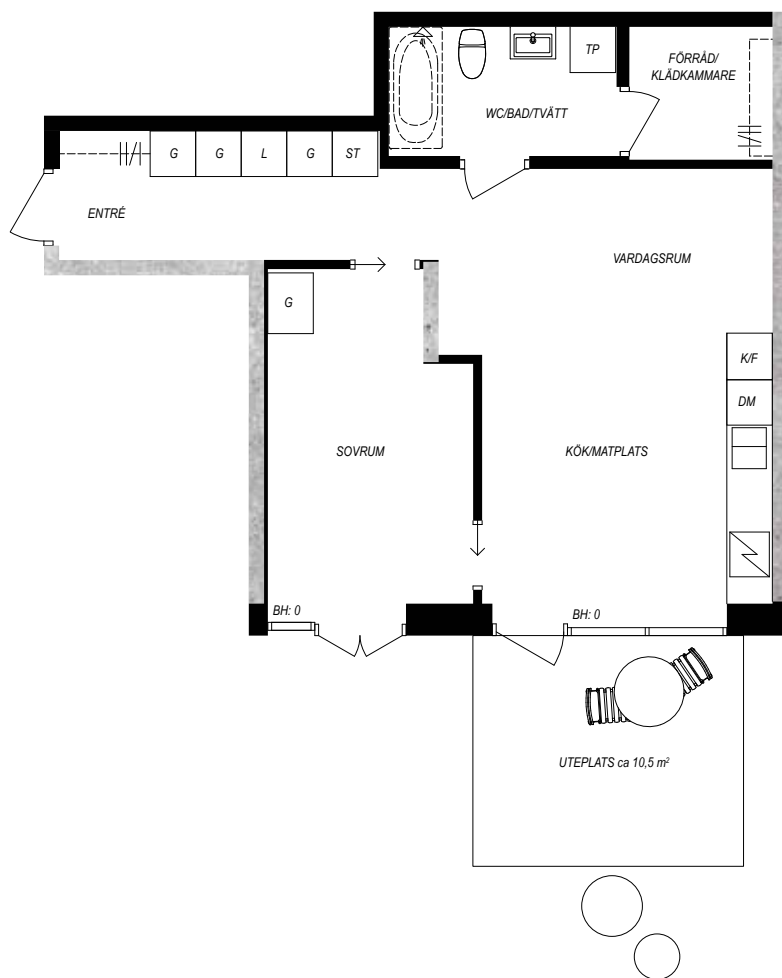 TP
FÖRRÅD/
KLÄDKAMMARE
WC/BAD/TVÄTT
G
G
L
G
ST
ENTRÉ
VARDAGSRUM
G
K/F
DM
SOVRUM
KÖK/MATPLATS
BH: 0
BH: 0
UTEPLATS ca 10,5 m²